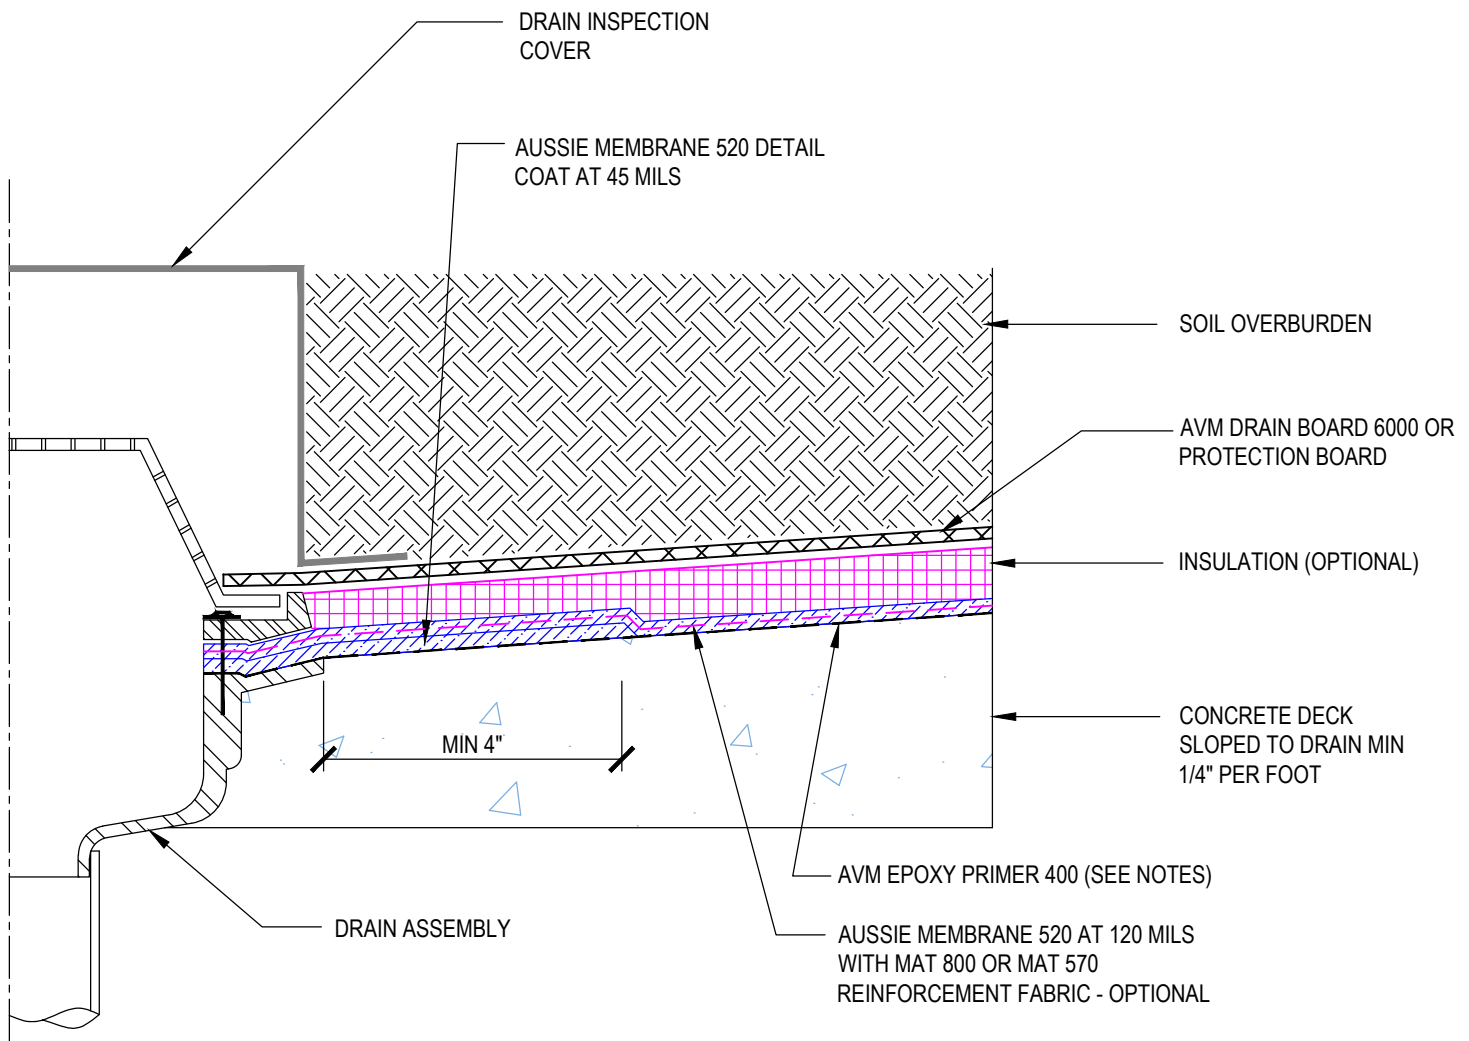 DRAIN INSPECTION
COVER
AUSSIE MEMBRANE 520 DETAIL
COAT AT 45 MILS
SOIL OVERBURDEN
AVM DRAIN BOARD 6000 OR
PROTECTION BOARD
INSULATION (OPTIONAL)
CONCRETE DECK
SLOPED TO DRAIN MIN
1/4" PER FOOT
MIN 4"
AVM EPOXY PRIMER 400 (SEE NOTES)
DRAIN ASSEMBLY
AUSSIE MEMBRANE 520 AT 120 MILS
WITH MAT 800 OR MAT 570
REINFORCEMENT FABRIC - OPTIONAL